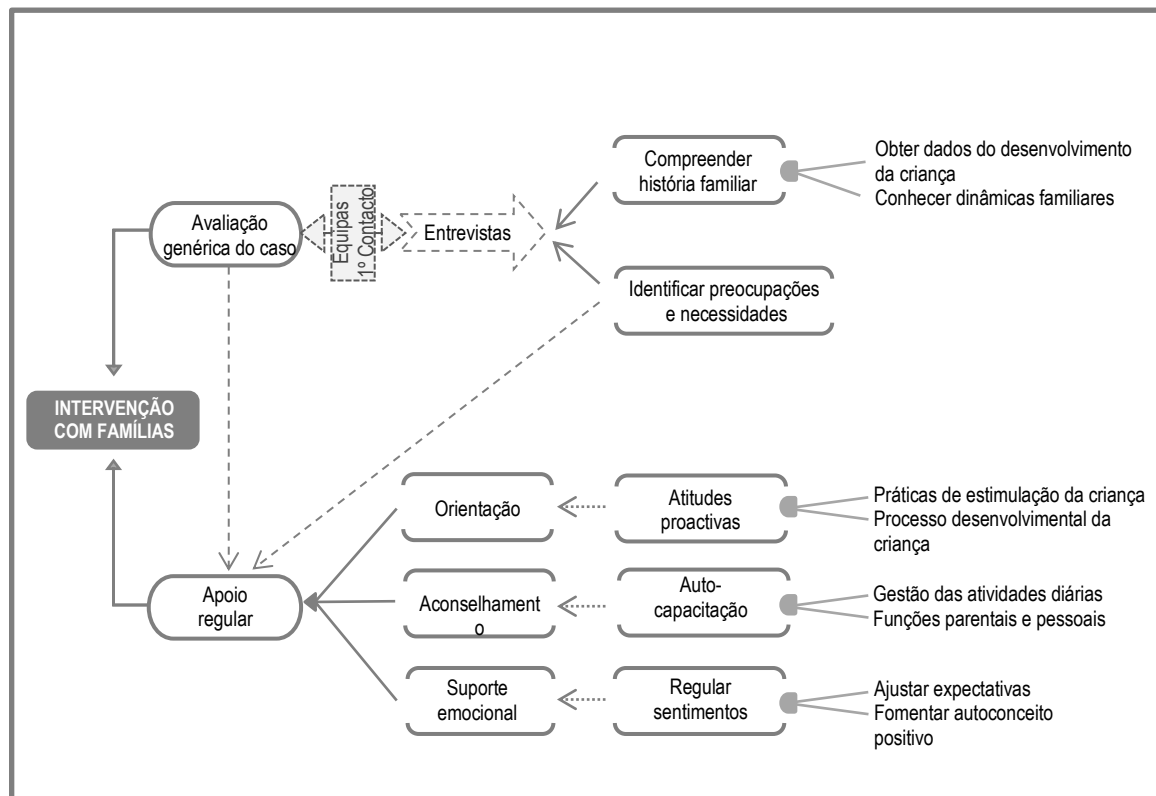 Compreender
história familiar
Obter dados do desenvolvimento
da criança
Conhecer dinâmicas familiares
Avaliação
genérica do caso
Equipas
1º Contacto
Entrevistas
Identificar preocupações
e necessidades
INTERVENÇÃO
COM FAMÍLIAS
Orientação
Atitudes
proactivas
Práticas de estimulação da criança
Processo desenvolvimental da
criança
Apoio
regular
Aconselhament
o
Auto-
capacitação
Gestão das atividades diárias
Funções parentais e pessoais
Suporte
emocional
Regular
sentimentos
Ajustar expectativas
Fomentar autoconceito
positivo